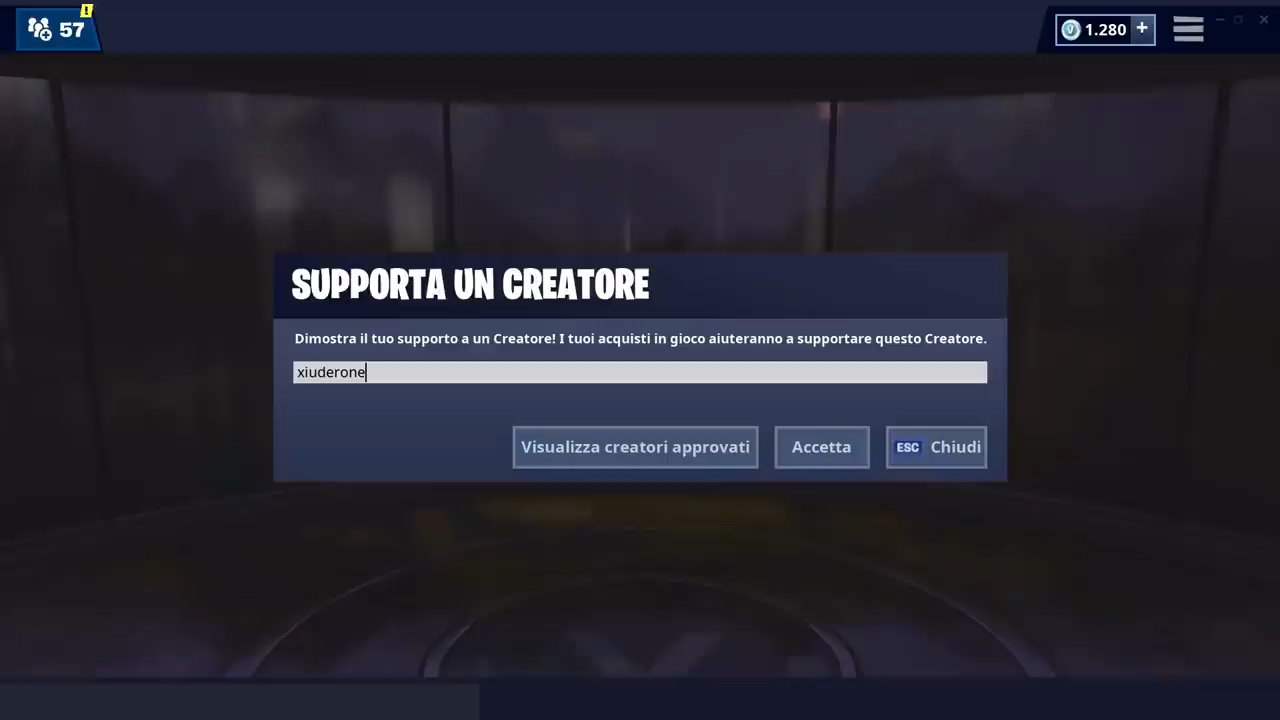 57
!
1.280 +
SUPPORTA UN CREATORE
Dimostra il tuo supporto a un Creatore! I tuoi acquisti in gioco aiuteranno a supportare questo Creatore.
xiuderone
Visualizza creatori approvati
Accetta
ESC Chiudi